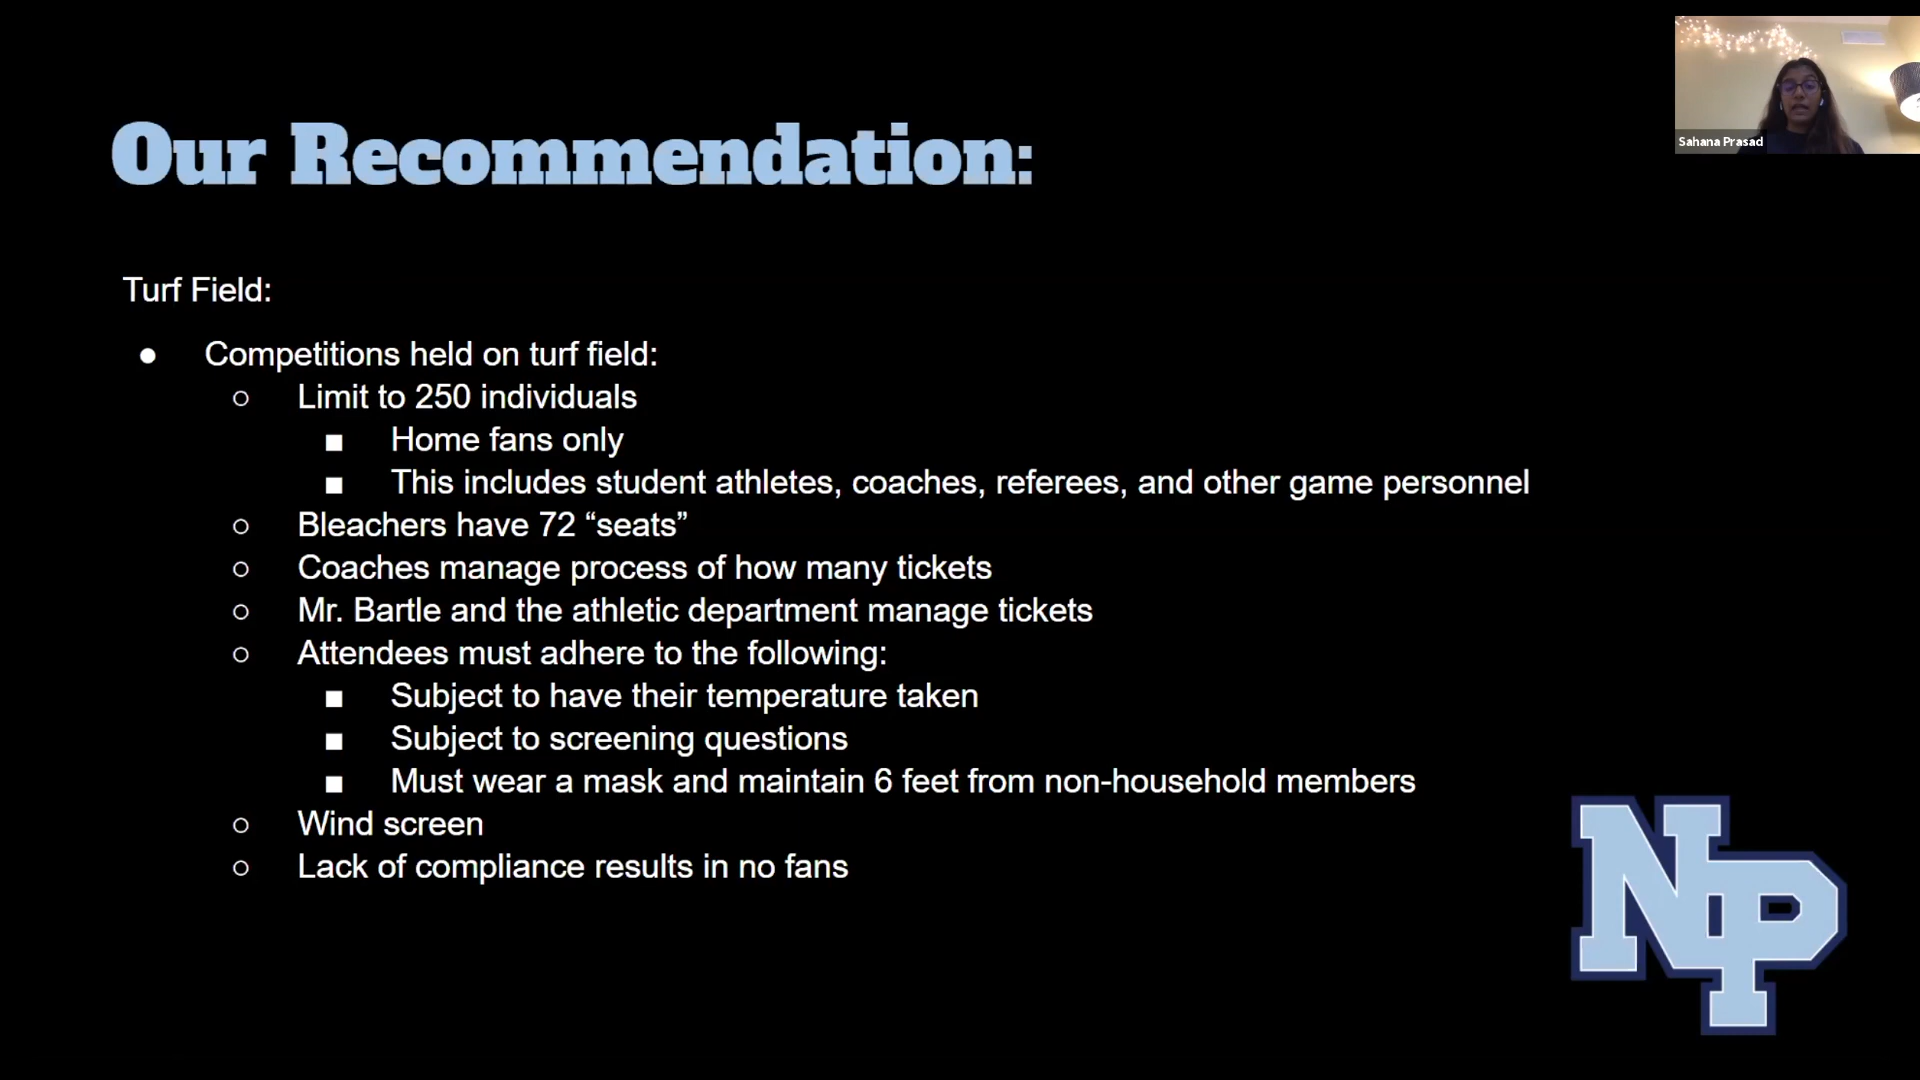 Sahana Prasad
Our Recommendation:
Turf Field:
● Competitions held on turf field:
○ Limit to 250 individuals
■ Home fans only
■ This includes student athletes, coaches, referees, and other game personnel
○ Bleachers have 72 “seats”
○ Coaches manage process of how many tickets
○ Mr. Bartle and the athletic department manage tickets
○ Attendees must adhere to the following:
■ Subject to have their temperature taken
■ Subject to screening questions
■ Must wear a mask and maintain 6 feet from non-household members
○ Wind screen
○ Lack of compliance results in no fans
NP